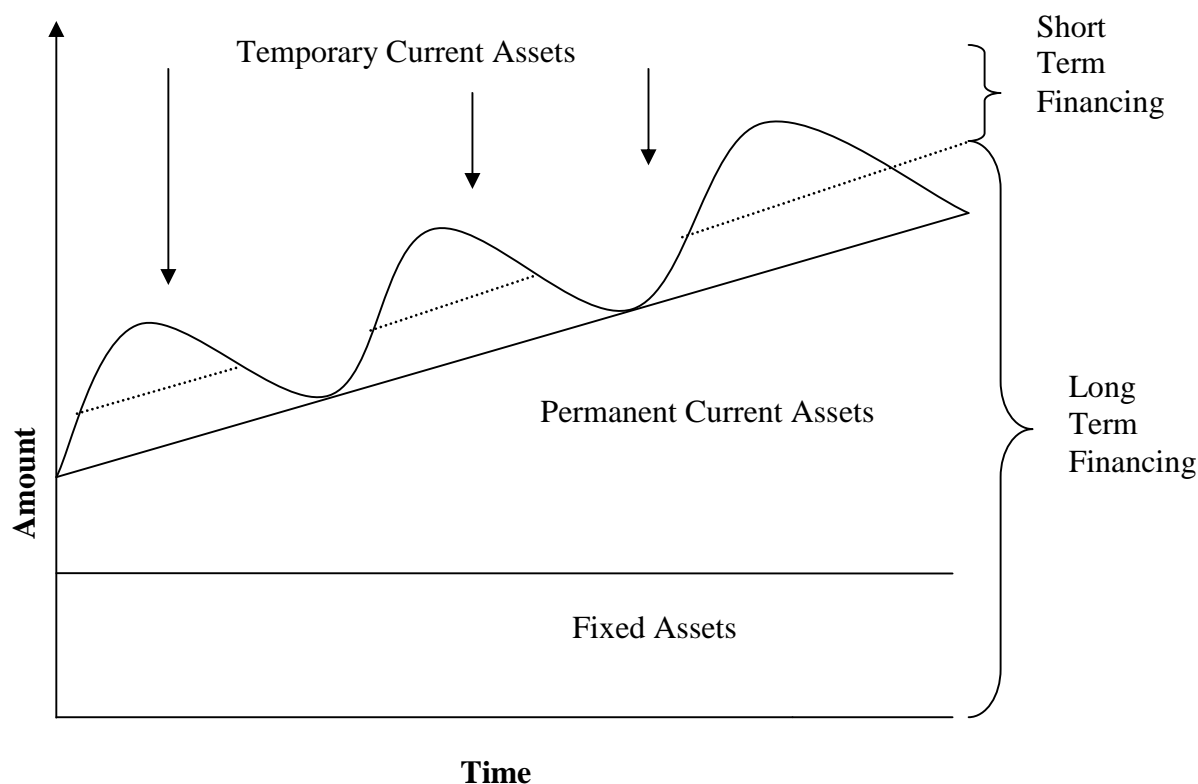 Short
Term
Financing
Temporary Current Assets
Long
Term
Financing
Permanent Current Assets
Amount
Fixed Assets
Time